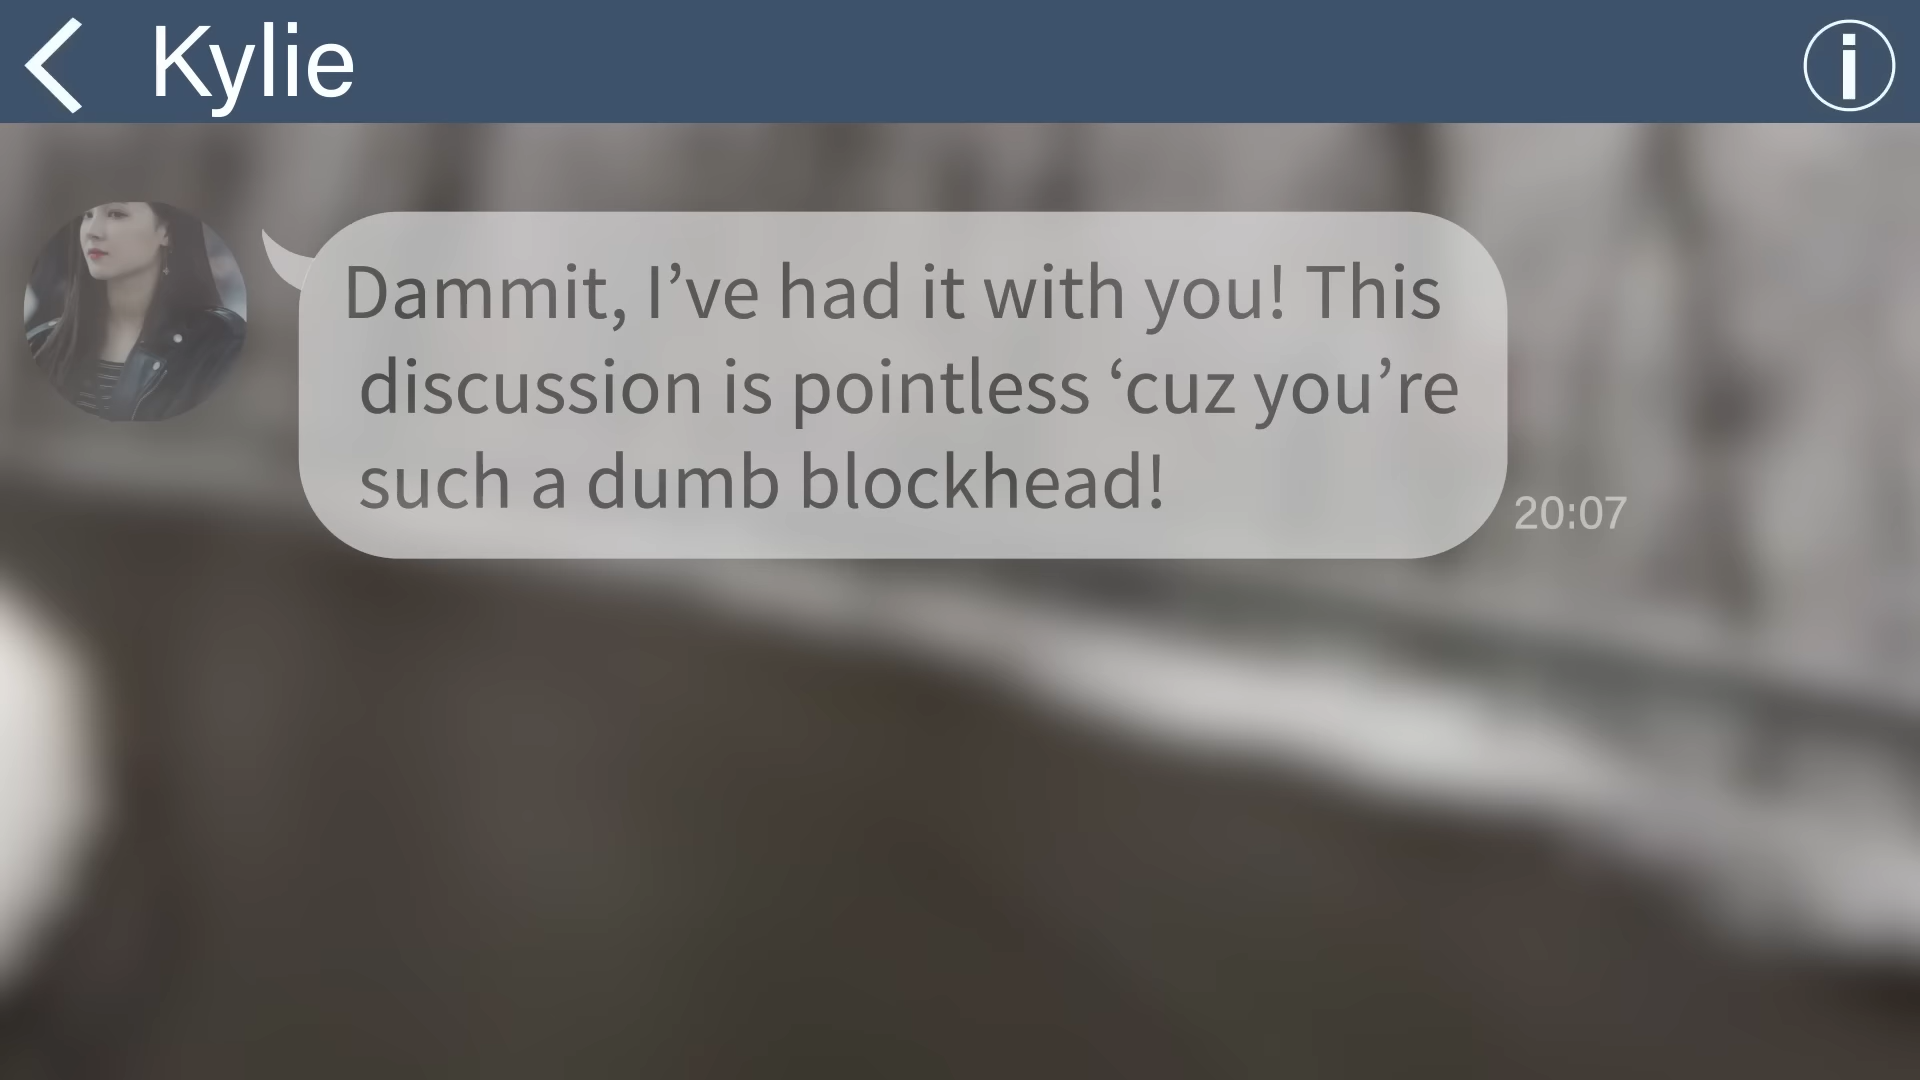 Kylie
Dammit, I’ve had it with you! This
discussion is pointless ‘cuz you’re
such a dumb blockhead!
20:07